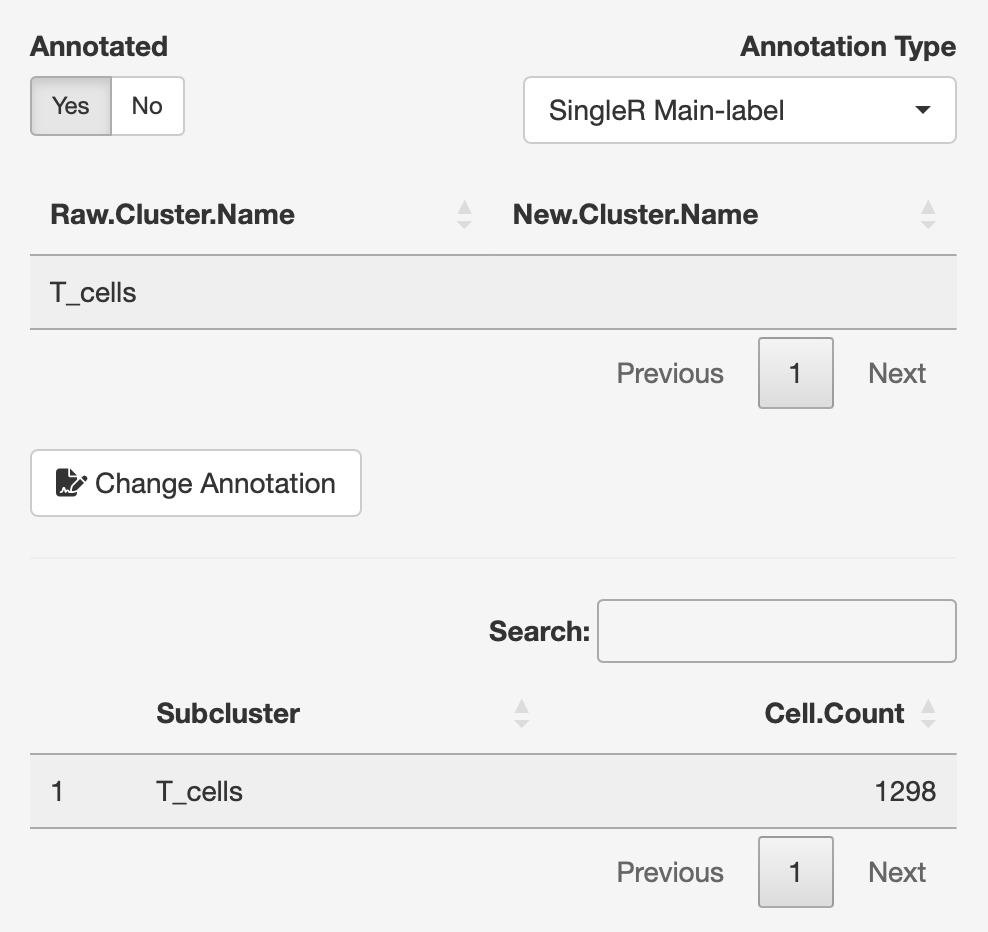 Annotated Annotation Type
Yes No SingleR Main-label
Raw.Cluster.Name New.Cluster.Name
T_cells
Previous 1 Next
Change Annotation
Search:
Subcluster Cell.Count
1 T_cells 1298
Previous 1 Next